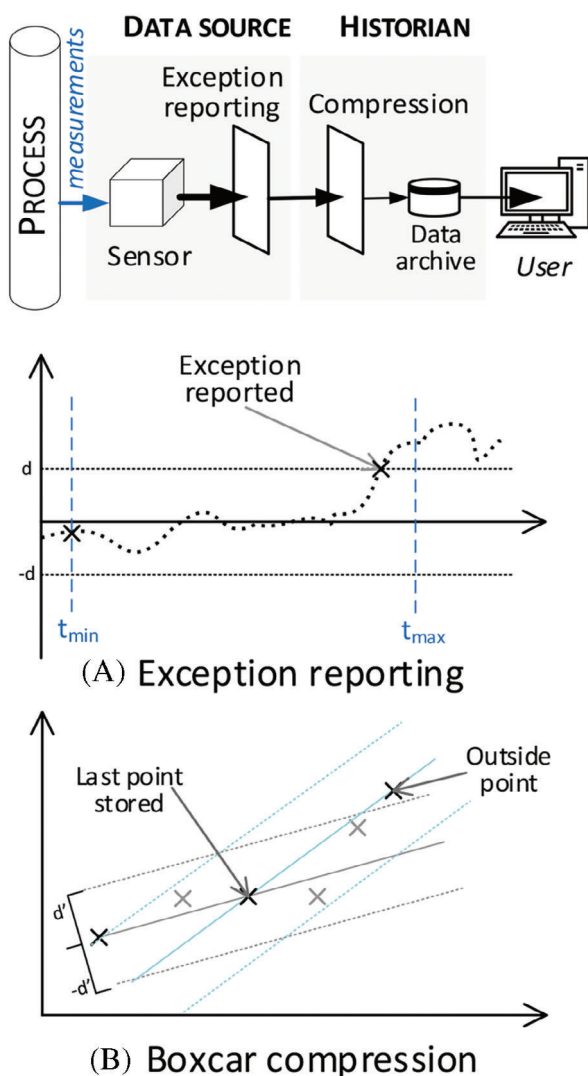 DATA SOURCE
HISTORIAN
PROCESS
measurements
Exception
reporting
Compression
Sensor
Data
archive
User
Exception
reported
d
-d
tmin
tmax
(A) Exception reporting
Last point
stored
Outside
point
d'
-d'
(B) Boxcar compression